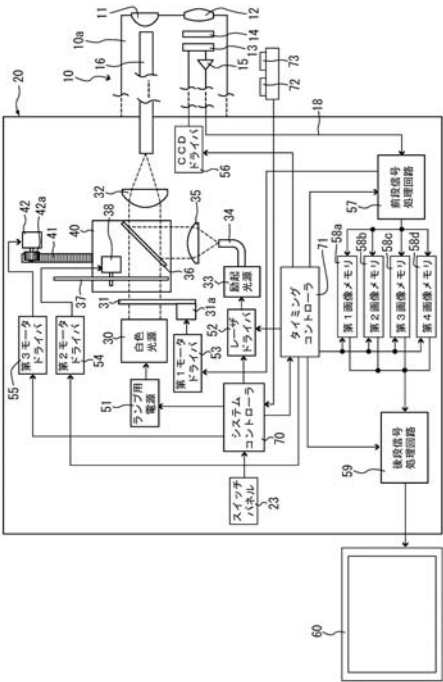 20
10
10a
11
12
16
14
13
15
73
72
18
CCD
ドライバ
56
前段信号
処理回路
57
58a
58b
58c
58d
第1画像メモリ
第2画像メモリ
第3画像メモリ
第4画像メモリ
32
35
34
36
33
励起
光源
42
42a
41
40
38
37
31
31a
30
白色
光源
52
レーザ
ドライバ
53
第1モータ
ドライバ
54
第2モータ
ドライバ
55
第3モータ
ドライバ
51
ランプ用
電源
71
タイミング
コントローラ
70
システム
コントローラ
23
スイッチ
パネル
59
後段信号
処理回路
60